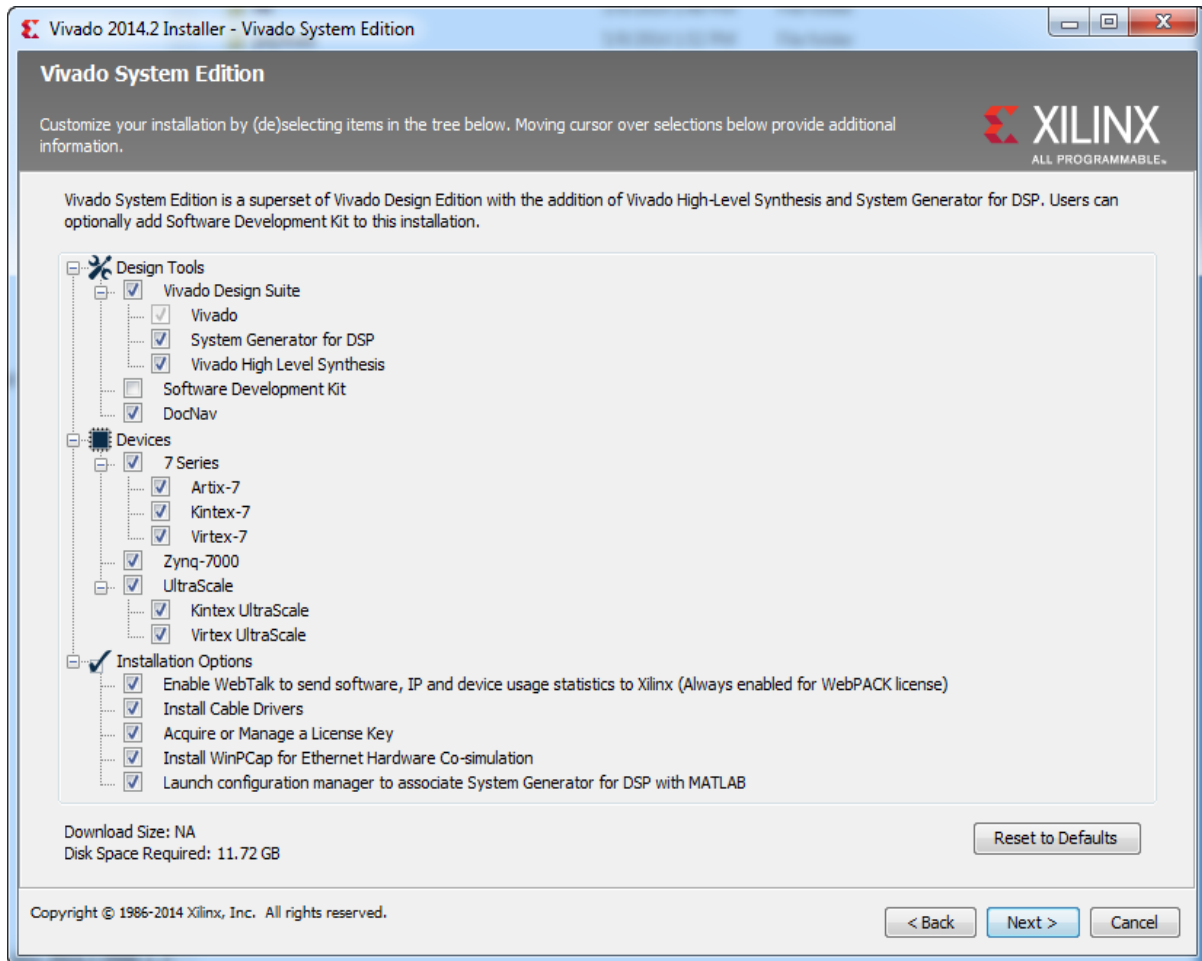 Vivado 2014.2 Installer - Vivado System Edition
Vivado System Edition
Customize your installation by (de)selecting items in the tree below. Moving cursor over selections below provide additional
information.
XILINX
ALL PROGRAMMABLE™
Vivado System Edition is a superset of Vivado Design Edition with the addition of Vivado High-Level Synthesis and System Generator for DSP. Users can
optionally add Software Development Kit to this installation.
Design Tools
Vivado Design Suite
Vivado
System Generator for DSP
Vivado High Level Synthesis
Software Development Kit
DocNav
Devices
7 Series
Artix-7
Kintex-7
Virtex-7
Zynq-7000
UltraScale
Kintex UltraScale
Virtex UltraScale
Installation Options
Enable WebTalk to send software, IP and device usage statistics to Xilinx (Always enabled for WebPACK license)
Install Cable Drivers
Acquire or Manage a License Key
Install WinPCap for Ethernet Hardware Co-simulation
Launch configuration manager to associate System Generator for DSP with MATLAB
Download Size: NA
Disk Space Required: 11.72 GB
Reset to Defaults
Copyright © 1986-2014 Xilinx, Inc. All rights reserved.
< Back
Next >
Cancel